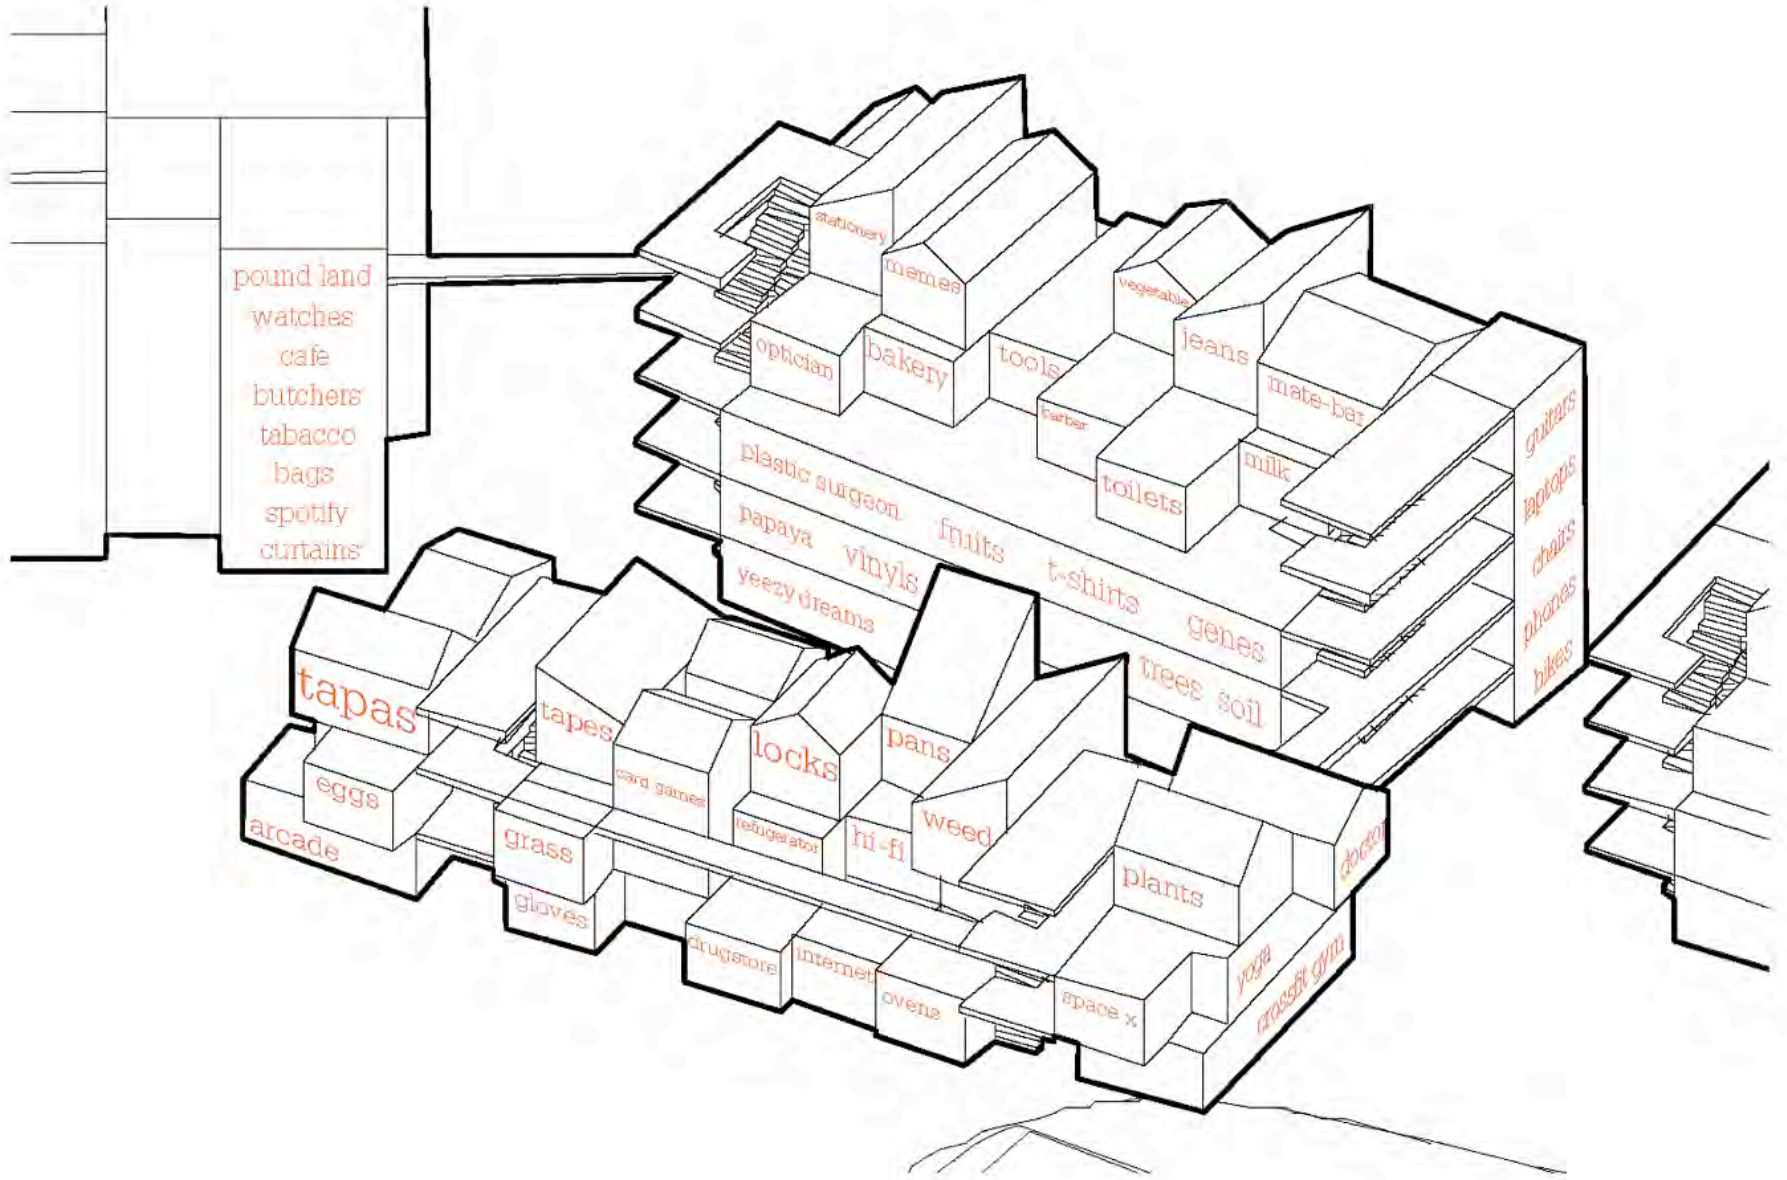 pound land
watches
cafe
butchers
tabacco
bags
spotify
curtains
stationery
memes
optician
bakery
tools
vegetable
jeans
mate-bar
barber
toilets
milk
guitars
laptops
chairs
phones
bikes
plastic surgeon
fruits
t-shirts
genes
papaya
vinyls
trees
soil
yeezy dreams
tapas
tapes
card games
locks
pans
eggs
arcade
grass
gloves
refrigerator
hi-fi
weed
plants
doctor
drugstore
internet
ovens
space x
yoga
crossfit gym